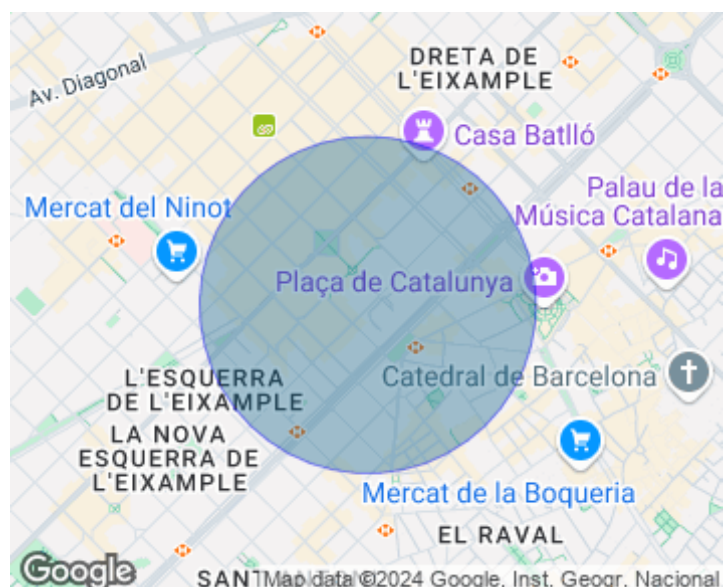 DRETA DE
L'EIXAMPLE
Av. Diagonal
Casa Batlló
Palau de la
Música Catalana
Mercat del Ninot
Plaça de Catalunya
L'ESQUERRA
DE L'EIXAMPLE
Catedral de Barcelona
LA NOVA
ESQUERRA DE
L'EIXAMPLE
Mercat de la Boqueria
EL RAVAL
Google
SANT
Map data ©2024 Google, Inst. Geogr. Nacional